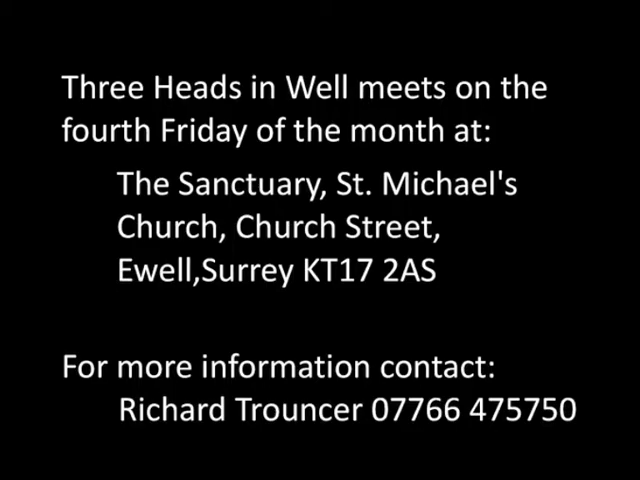 Three Heads in Well meets on the
fourth Friday of the month at:
The Sanctuary, St. Michael's
Church, Church Street,
Ewell,Surrey KT17 2AS
For more information contact:
Richard Trouncer 07766 475750